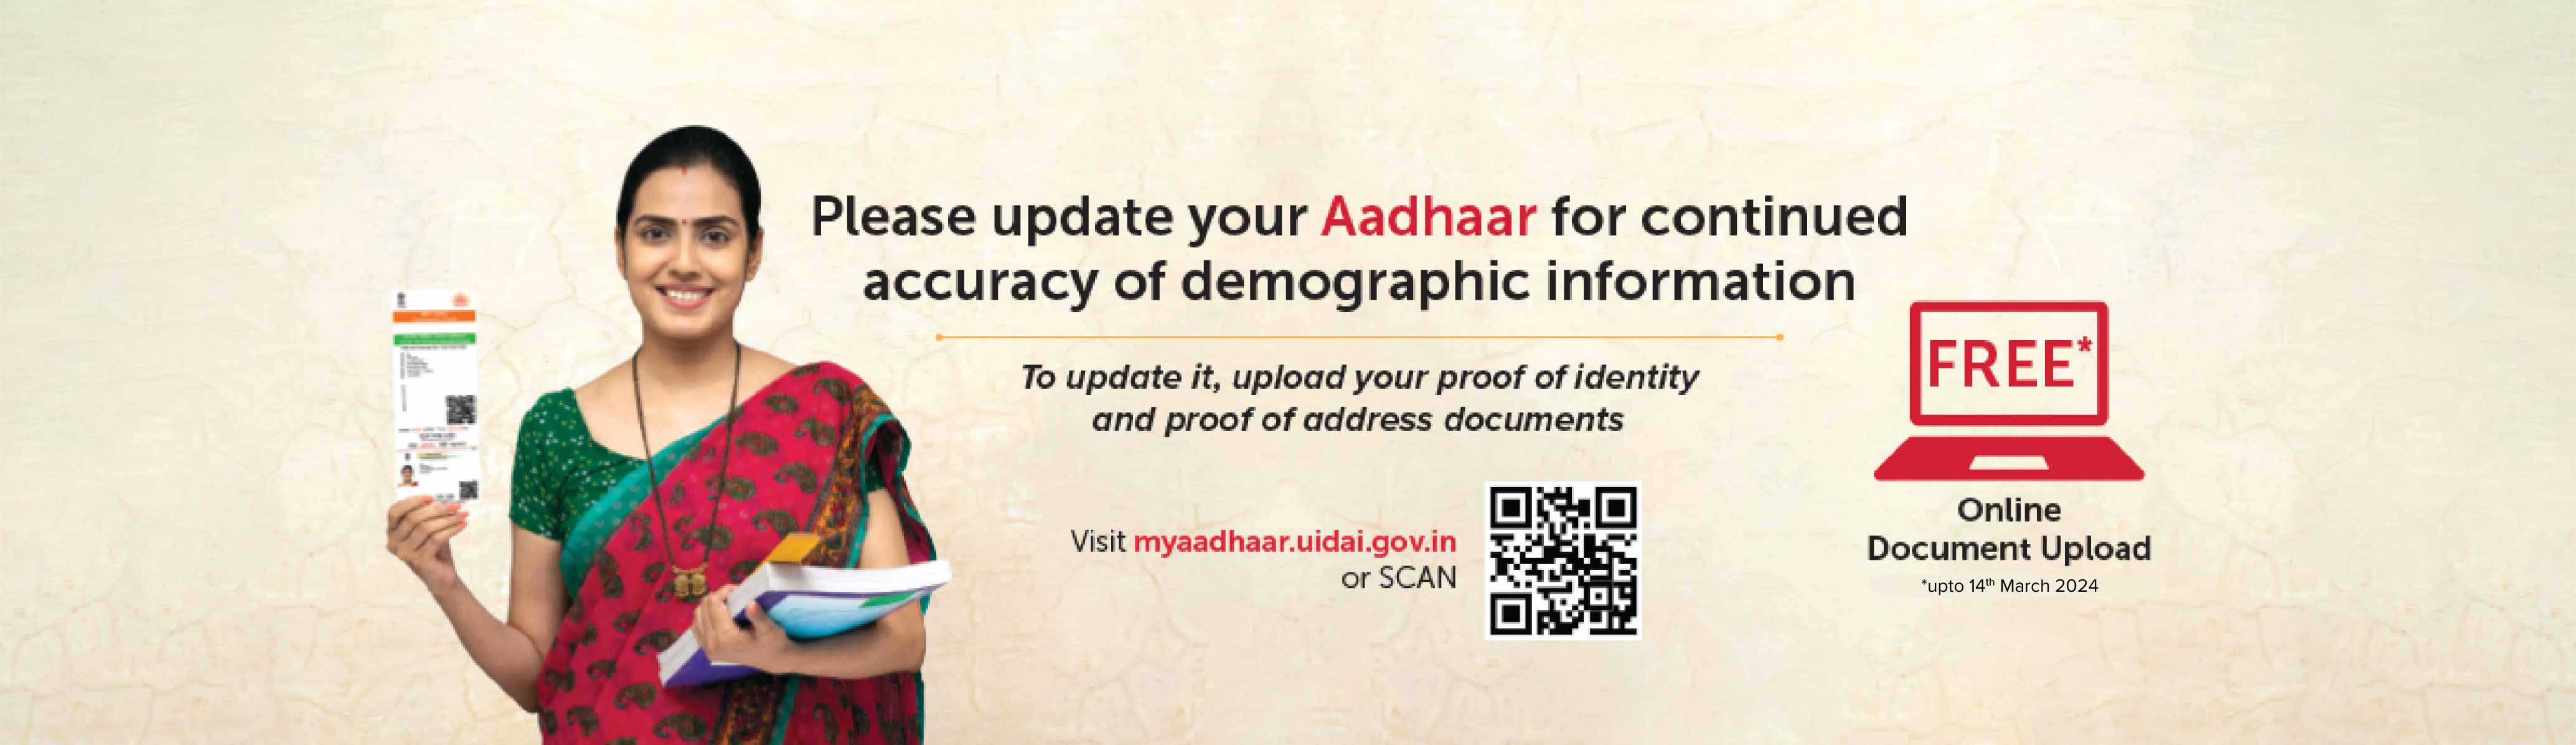 Please update your Aadhaar for continued
accuracy of demographic information
To update it, upload your proof of identity
and proof of address documents
Visit myaadhaar.uidai.gov.in
or SCAN
FREE*
Online
Document Upload
*upto 14th March 2024